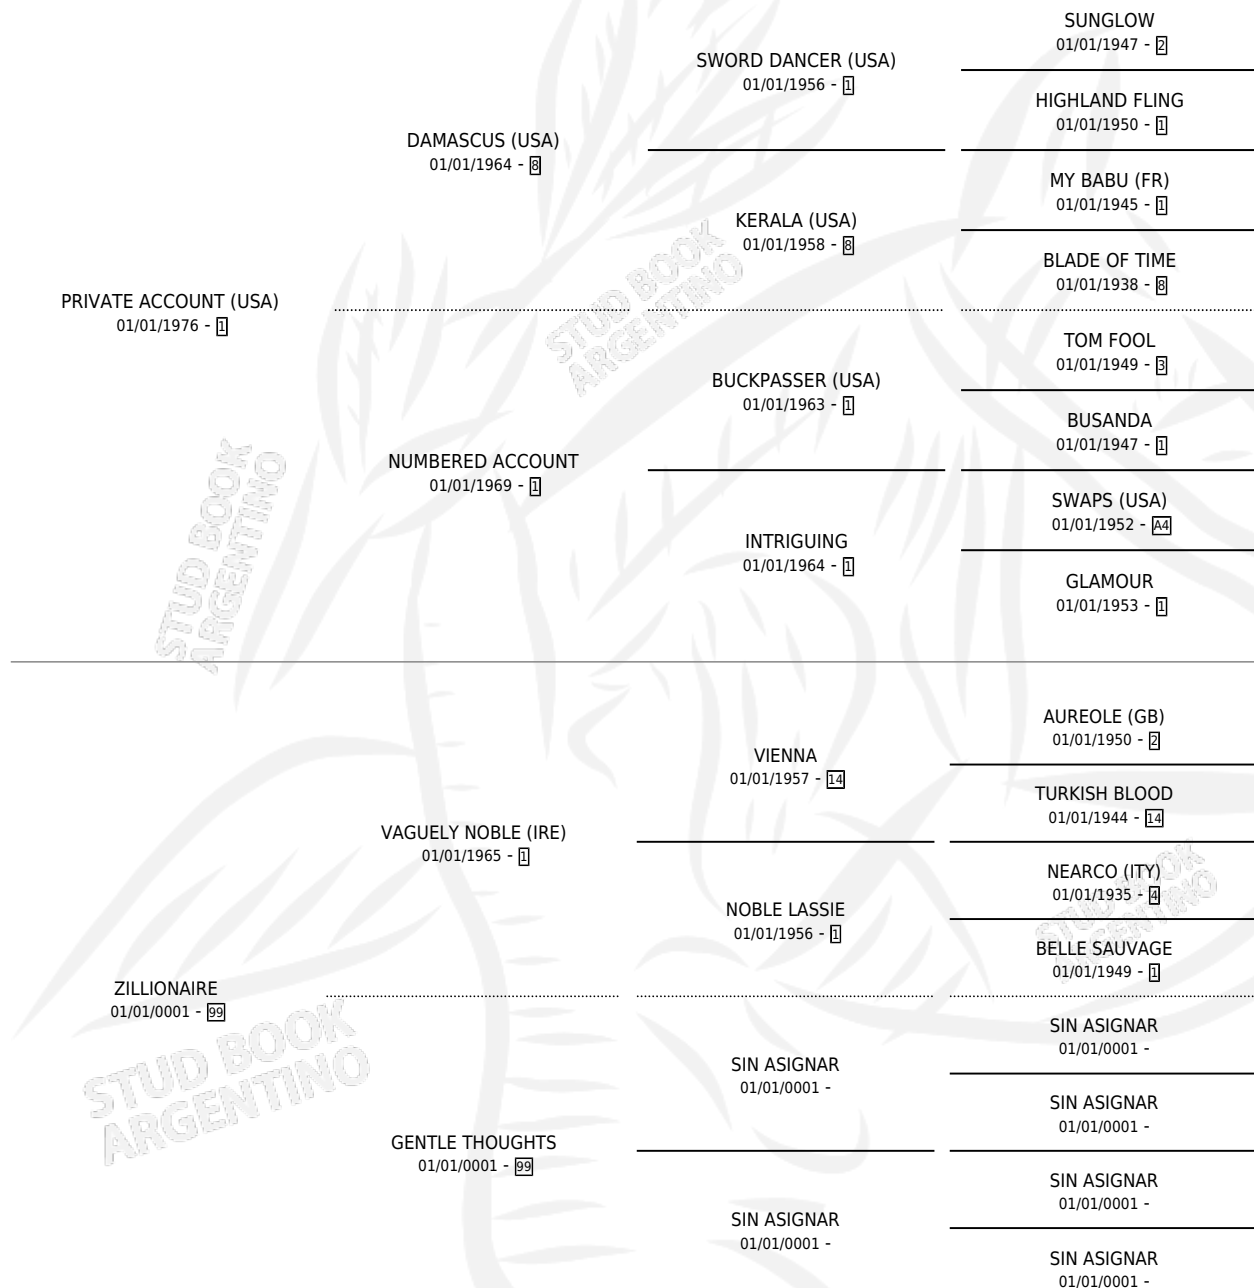 SUNGLOW
01/01/1947 - 2
SWORD DANCER (USA)
01/01/1956 - 1
HIGHLAND FLING
01/01/1950 - 1
DAMASCUS (USA)
01/01/1964 - 8
MY BABU (FR)
01/01/1945 - 1
KERALA (USA)
01/01/1958 - 8
BLADE OF TIME
01/01/1938 - 8
PRIVATE ACCOUNT (USA)
01/01/1976 - 1
STUD BOOK
ARGENTINO
TOM FOOL
01/01/1949 - 3
BUCKPASSER (USA)
01/01/1963 - 1
BUSANDA
01/01/1947 - 1
NUMBERED ACCOUNT
01/01/1969 - 1
SWAPS (USA)
01/01/1952 - A4
INTRIGUING
01/01/1964 - 1
GLAMOUR
01/01/1953 - 1
STUD BOOK
ARGENTINO
AUREOLE (GB)
01/01/1950 - 2
VIENNA
01/01/1957 - 14
TURKISH BLOOD
01/01/1944 - 14
VAGUELY NOBLE (IRE)
01/01/1965 - 1
NEARCO (ITY)
01/01/1935 - 4
NOBLE LASSIE
01/01/1956 - 1
BELLE SAUVAGE
01/01/1949 - 1
STUD BOOK
ARGENTINO
ZILLIONAIRE
01/01/0001 - 99
SIN ASIGNAR
01/01/0001 -
SIN ASIGNAR
01/01/0001 -
SIN ASIGNAR
01/01/0001 -
STUD BOOK
ARGENTINO
GENTLE THOUGHTS
01/01/0001 - 99
SIN ASIGNAR
01/01/0001 -
SIN ASIGNAR
01/01/0001 -
SIN ASIGNAR
01/01/0001 -